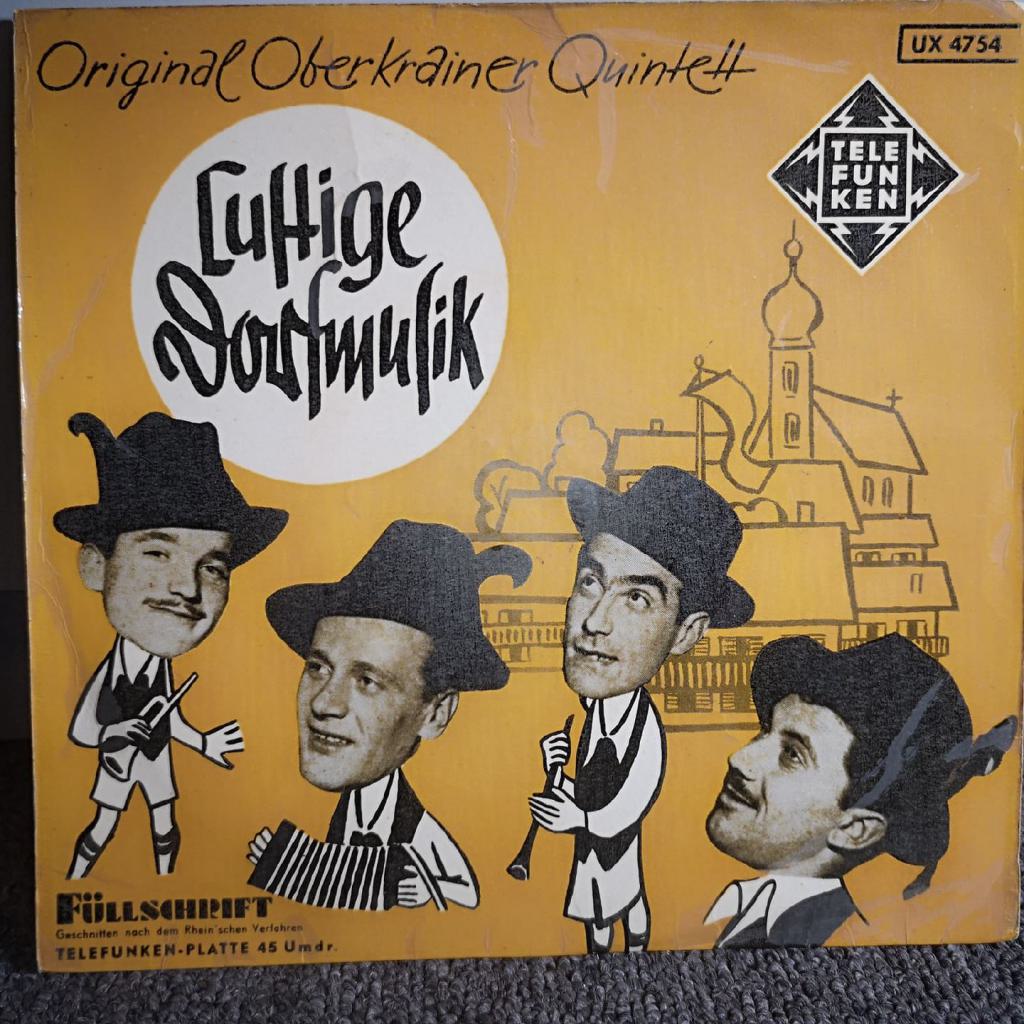 Original Oberkrainer Quintett
UX 4754
TELE
FUN
KEN
Luſtige
Dorfmuſik
FÜLLSCHRIFT
Geschnitten nach dem Rhein'schen Verfahren
TELEFUNKEN-PLATTE 45 Umdr.